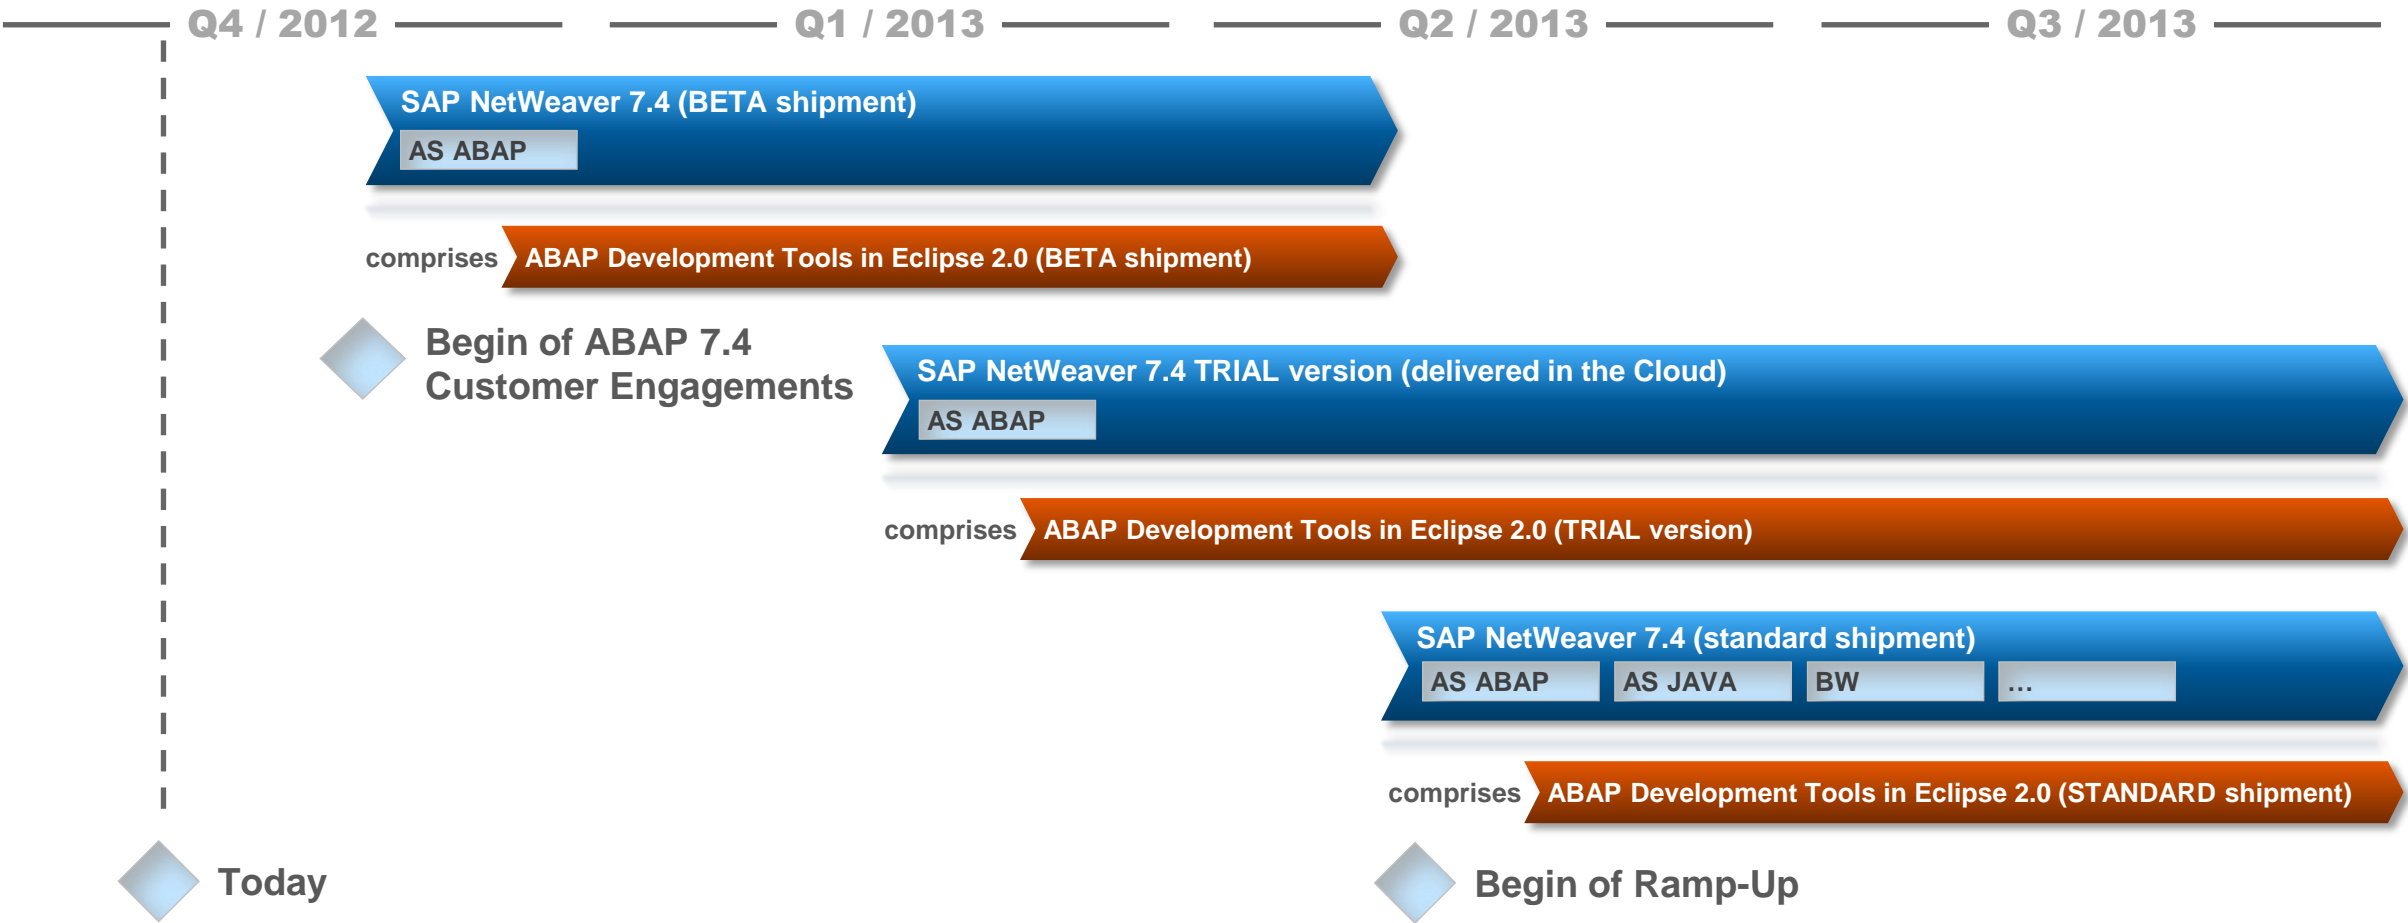 Q4 / 2012
Q1 / 2013
Q2 / 2013
Q3 / 2013
SAP NetWeaver 7.4 (BETA shipment)
AS ABAP
comprises
ABAP Development Tools in Eclipse 2.0 (BETA shipment)
Begin of ABAP 7.4
Customer Engagements
SAP NetWeaver 7.4 TRIAL version (delivered in the Cloud)
AS ABAP
comprises
ABAP Development Tools in Eclipse 2.0 (TRIAL version)
SAP NetWeaver 7.4 (standard shipment)
AS ABAP
AS JAVA
BW
...
comprises
ABAP Development Tools in Eclipse 2.0 (STANDARD shipment)
Today
Begin of Ramp-Up